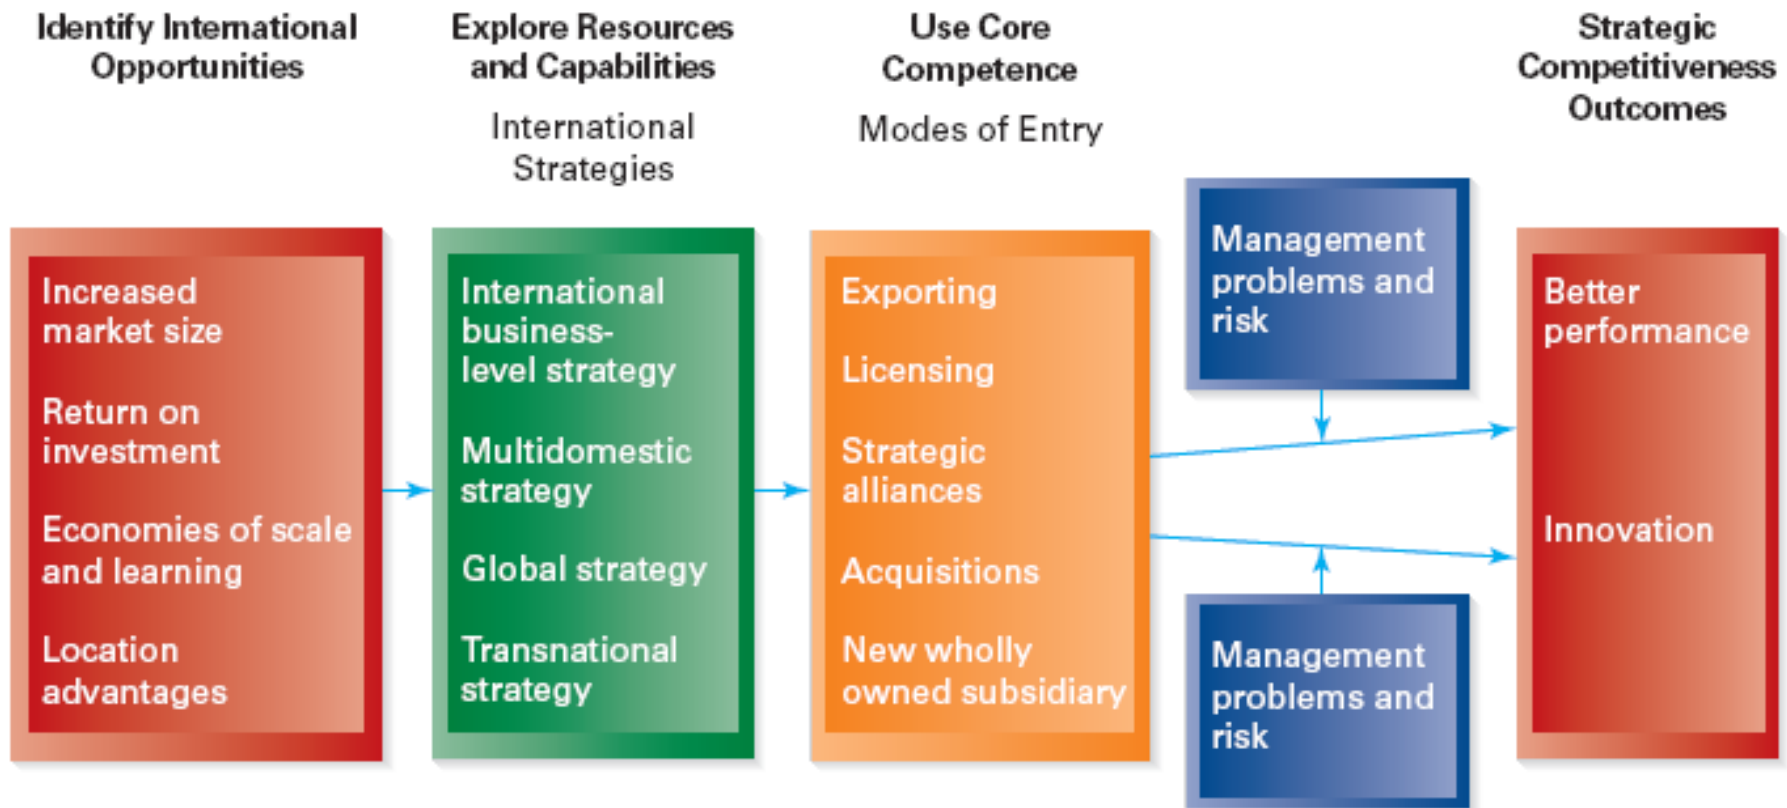 Identify International
Opportunities
Explore Resources
and Capabilities
International
Strategies
Use Core
Competence
Modes of Entry
Strategic
Competitiveness
Outcomes
Increased
market size
Return on
investment
Economies of scale
and learning
Location
advantages
International
business-
level strategy
Multidomestic
strategy
Global strategy
Transnational
strategy
Exporting
Licensing
Strategic
alliances
Acquisitions
New wholly
owned subsidiary
Management
problems and
risk
Management
problems and
risk
Better
performance
Innovation